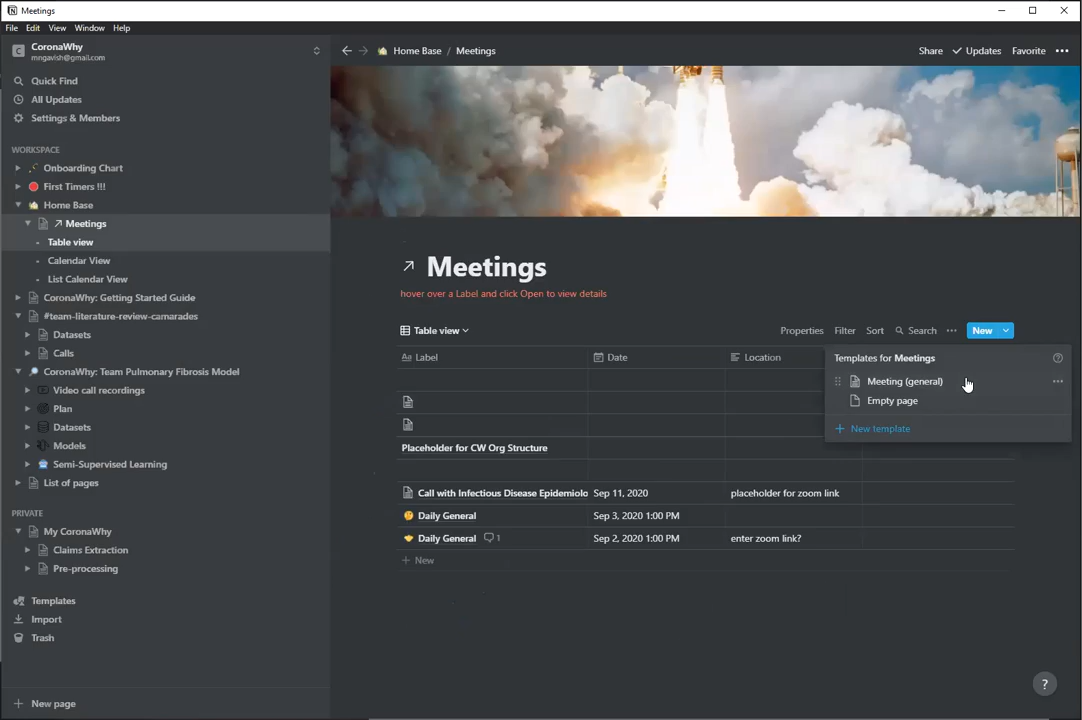 Meetings
File Edit View Window Help
C CoronaWhy
mngavish@gmail.com
Home Base / Meetings
Share Updates Favorite •••
Quick Find
All Updates
Settings & Members
WORKSPACE
Onboarding Chart
First Timers !!!
Home Base
Meetings
Table view
Calendar View
List Calendar View
CoronaWhy: Getting Started Guide
#team-literature-review-camarades
Datasets
Calls
CoronaWhy: Team Pulmonary Fibrosis Model
Video call recordings
Plan
Datasets
Models
Semi-Supervised Learning
List of pages
PRIVATE
My CoronaWhy
Claims Extraction
Pre-processing
Templates
Import
Trash
+ New page
Meetings
hover over a Label and click Open to view details
Table view
Properties Filter Sort Search ••• New
Aa Label Date Location
Templates for Meetings
Meeting (general) •••
Empty page
+ New template
Placeholder for CW Org Structure
Call with Infectious Disease Epidemiolo Sep 11, 2020 placeholder for zoom link
Daily General Sep 3, 2020 1:00 PM
Daily General 1 Sep 2, 2020 1:00 PM enter zoom link?
+ New
?